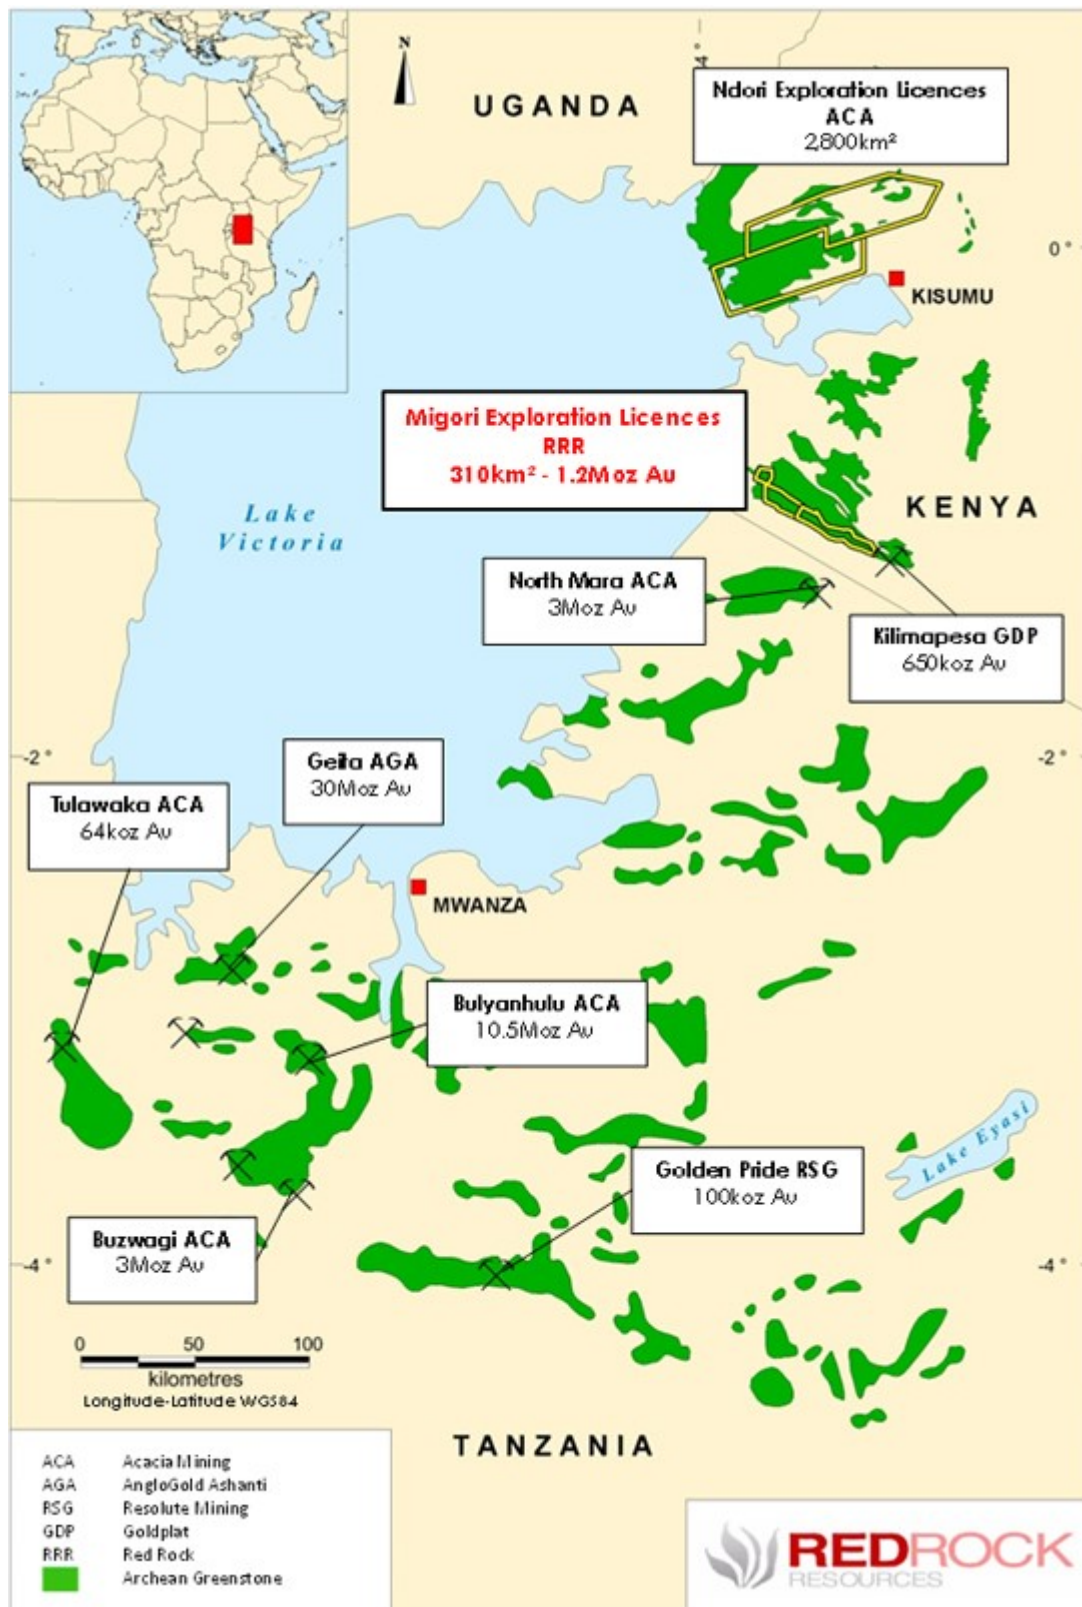 N
UGANDA
34°
Ndori Exploration Licences
ACA
2,800km²
0°
KISUMU
Migori Exploration Licences
RRR
310km² - 1.2Moz Au
Lake
Victoria
KENYA
North Mara ACA
3Moz Au
Kilimapesa GDP
650koz Au
-2°
-2°
Geita AGA
30Moz Au
Tulawaka ACA
64koz Au
MWANZA
Bulyanhulu ACA
10.5Moz Au
Lake Eyasi
Golden Pride RSG
100koz Au
Buzwagi ACA
3Moz Au
-4°
-4°
0 50 100
kilometres
Longitude-Latitude WGS84
TANZANIA
ACA Acacia Mining
AGA AngloGold Ashanti
RSG Resolute Mining
GDP Goldplat
RRR Red Rock
Archean Greenstone
REDROCK
RESOURCES